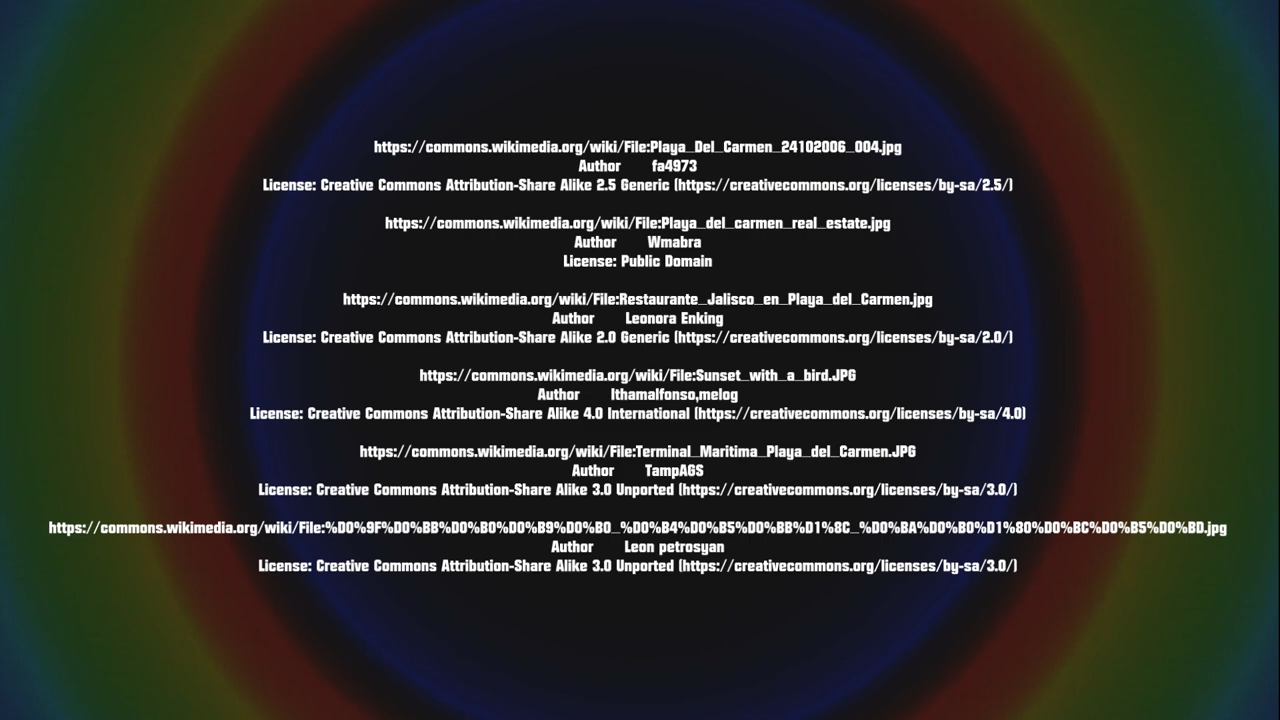 https://commons.wikimedia.org/wiki/File:Playa_Del_Carmen_24102006_004.jpg
Author fa4973
License: Creative Commons Attribution-Share Alike 2.5 Generic (https://creativecommons.org/licenses/by-sa/2.5/)
https://commons.wikimedia.org/wiki/File:Playa_del_carmen_real_estate.jpg
Author Wmabra
License: Public Domain
https://commons.wikimedia.org/wiki/File:Restaurante_Jalisco_en_Playa_del_Carmen.jpg
Author Leonora Enking
License: Creative Commons Attribution-Share Alike 2.0 Generic (https://creativecommons.org/licenses/by-sa/2.0/)
https://commons.wikimedia.org/wiki/File:Sunset_with_a_bird.JPG
Author Ithamalfonso,melog
License: Creative Commons Attribution-Share Alike 4.0 International (https://creativecommons.org/licenses/by-sa/4.0)
https://commons.wikimedia.org/wiki/File:Terminal_Maritima_Playa_del_Carmen.JPG
Author TampAGS
License: Creative Commons Attribution-Share Alike 3.0 Unported (https://creativecommons.org/licenses/by-sa/3.0/)
https://commons.wikimedia.org/wiki/File:%D0%9F%D0%BB%D0%B0%D0%B9%D0%B0_%D0%B4%D0%B5%D0%BB%D1%8C_%D0%BA%D0%B0%D1%80%D0%BC%D0%B5%D0%BD.jpg
Author Leon petrosyan
License: Creative Commons Attribution-Share Alike 3.0 Unported (https://creativecommons.org/licenses/by-sa/3.0/)